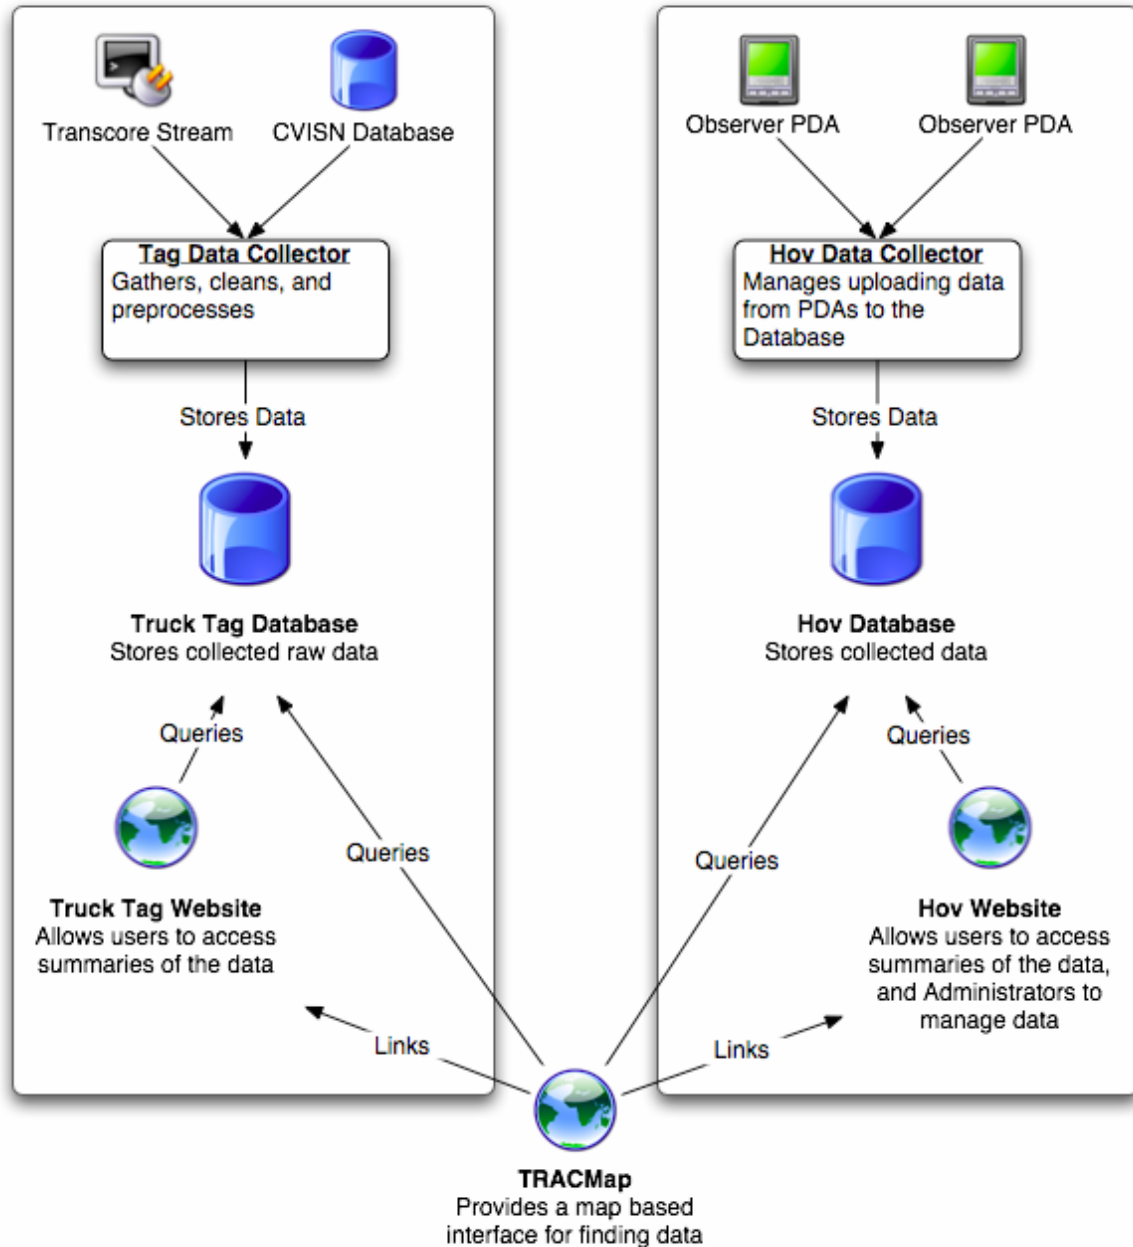 Transcore Stream
CVISN Database
Observer PDA
Observer PDA
Tag Data Collector
Gathers, cleans, and
preprocesses
Hov Data Collector
Manages uploading data
from PDAs to the
Database
Stores Data
Stores Data
Truck Tag Database
Stores collected raw data
Hov Database
Stores collected data
Queries
Queries
Queries
Queries
Truck Tag Website
Allows users to access
summaries of the data
Hov Website
Allows users to access
summaries of the data,
and Administrators to
manage data
Links
Links
TRACMap
Provides a map based
interface for finding data